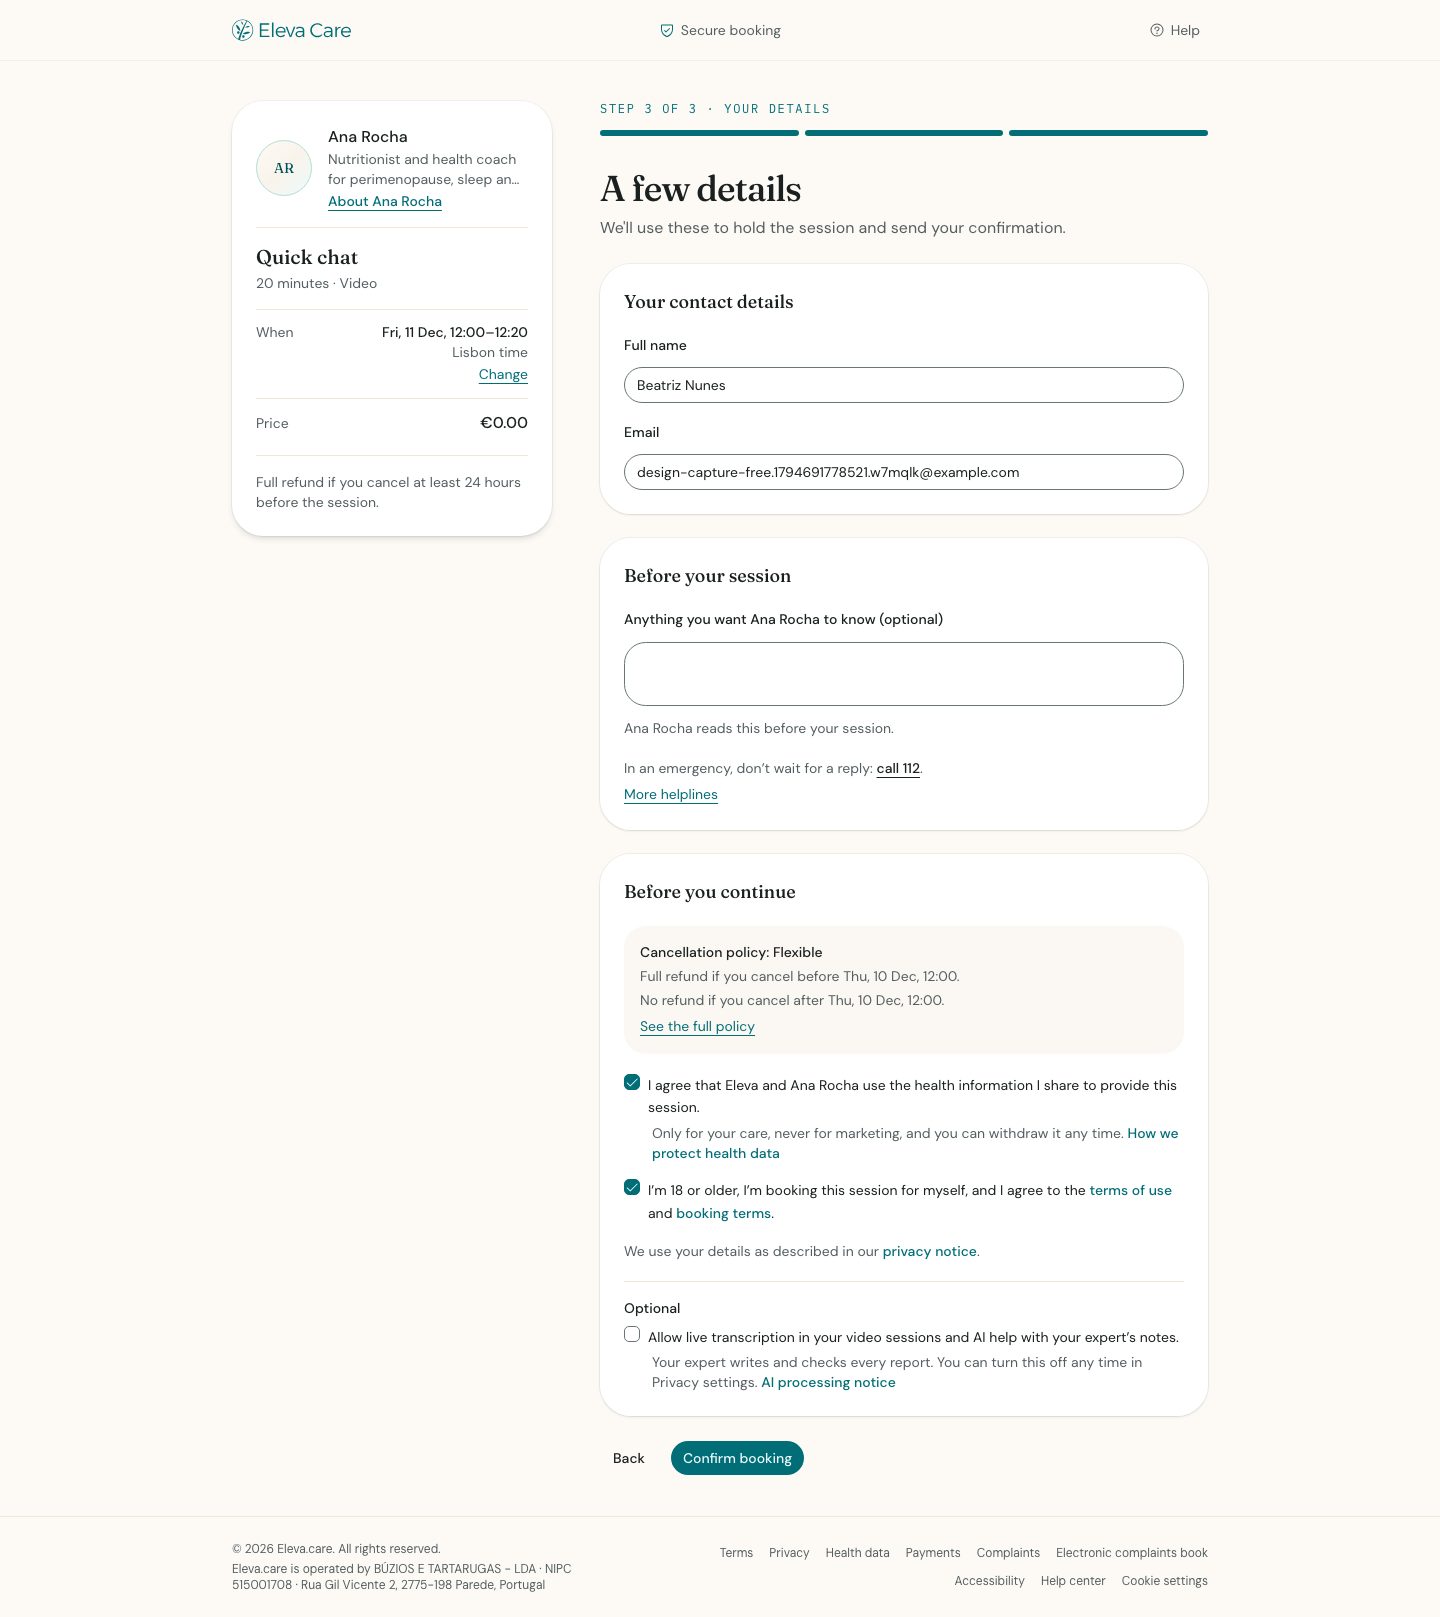 Eleva Care
Secure booking
Help
AR
Ana Rocha
Nutritionist and health coach
for perimenopause, sleep an…
About Ana Rocha
Quick chat
20 minutes · Video
When
Fri, 11 Dec, 12:00–12:20
Lisbon time
Change
Price
€0.00
Full refund if you cancel at least 24 hours
before the session.
STEP 3 OF 3 · YOUR DETAILS
A few details
We'll use these to hold the session and send your confirmation.
Your contact details
Full name
Beatriz Nunes
Email
design-capture-free.1794691778521.w7mqlk@example.com
Before your session
Anything you want Ana Rocha to know (optional)
Ana Rocha reads this before your session.
In an emergency, don’t wait for a reply: call 112.
More helplines
Before you continue
Cancellation policy: Flexible
Full refund if you cancel before Thu, 10 Dec, 12:00.
No refund if you cancel after Thu, 10 Dec, 12:00.
See the full policy
I agree that Eleva and Ana Rocha use the health information I share to provide this
session.
Only for your care, never for marketing, and you can withdraw it any time. How we
protect health data
I’m 18 or older, I’m booking this session for myself, and I agree to the terms of use
and booking terms.
We use your details as described in our privacy notice.
Optional
Allow live transcription in your video sessions and AI help with your expert’s notes.
Your expert writes and checks every report. You can turn this off any time in
Privacy settings. AI processing notice
Back
Confirm booking
© 2026 Eleva.care. All rights reserved.
Eleva.care is operated by BÚZIOS E TARTARUGAS - LDA · NIPC
515001708 · Rua Gil Vicente 2, 2775-198 Parede, Portugal
Terms Privacy Health data Payments Complaints Electronic complaints book
Accessibility Help center Cookie settings